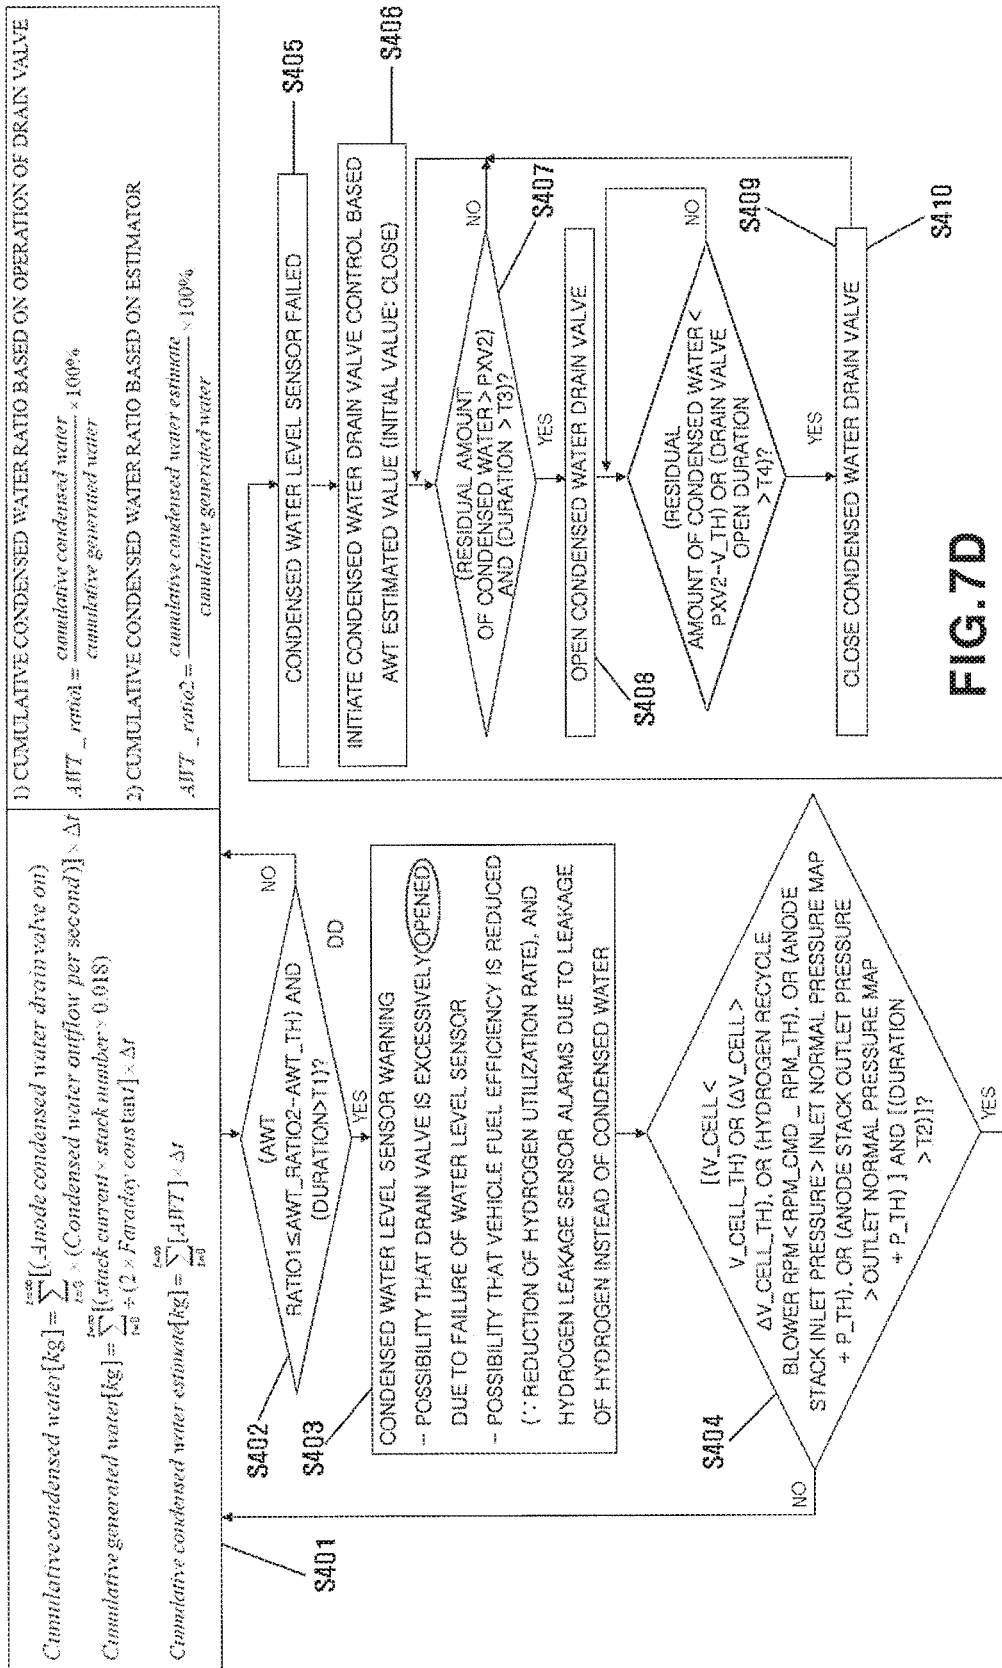 Cumulative condensed water[kg] = ∑ t=0 t=∞ [(Anode condensed water drain valve on)
× (Condensed water outflow per second)] × Δt
Cumulative generated water[kg] = ∑ t=0 t=∞ [(stack current × stack number × 0.018)
÷ (2 × Faraday constant] × Δt
Cumulative condensed water estimate[kg] = ∑ t=0 t=∞ [AWT] × Δt
1) CUMULATIVE CONDENSED WATER RATIO BASED ON OPERATION OF DRAIN VALVE
AWT_ratio1 = cumulative condensed water / cumulative generated water × 100%
2) CUMULATIVE CONDENSED WATER RATIO BASED ON ESTIMATOR
AWT_ratio2 = cumulative condensed water estimate / cumulative generated water × 100%
S401
(AWT
RATIO1≤AWT_RATIO2-AWT_TH) AND
(DURATION>T1)?
NO
DD
YES
S402
CONDENSED WATER LEVEL SENSOR WARNING
- POSSIBILITY THAT DRAIN VALVE IS EXCESSIVELY OPENED
DUE TO FAILURE OF WATER LEVEL SENSOR
- POSSIBILITY THAT VEHICLE FUEL EFFICIENCY IS REDUCED
(∵REDUCTION OF HYDROGEN UTILIZATION RATE), AND
HYDROGEN LEAKAGE SENSOR ALARMS DUE TO LEAKAGE
OF HYDROGEN INSTEAD OF CONDENSED WATER
S403
[(V_CELL <
V_CELL_TH) OR (ΔV_CELL >
ΔV_CELL_TH), OR (HYDROGEN RECYCLE
BLOWER RPM < RPM_CMD _ RPM_TH), OR (ANODE
STACK INLET PRESSURE > INLET NORMAL PRESSURE MAP
+ P_TH), OR (ANODE STACK OUTLET PRESSURE
> OUTLET NORMAL PRESSURE MAP
+ P_TH) ] AND [(DURATION
> T2)]?
S404
NO
YES
CONDENSED WATER LEVEL SENSOR FAILED
S405
INITIATE CONDENSED WATER DRAIN VALVE CONTROL BASED
AWT ESTIMATED VALUE (INITIAL VALUE: CLOSE)
S406
(RESIDUAL AMOUNT
OF CONDENSED WATER > PXV2)
AND (DURATION >T3)?
NO
S407
YES
OPEN CONDENSED WATER DRAIN VALVE
S408
(RESIDUAL
AMOUNT OF CONDENSED WATER <
PXV2-V_TH) OR (DRAIN VALVE
OPEN DURATION
> T4)?
NO
S409
YES
CLOSE CONDENSED WATER DRAIN VALVE
S410
FIG.7D